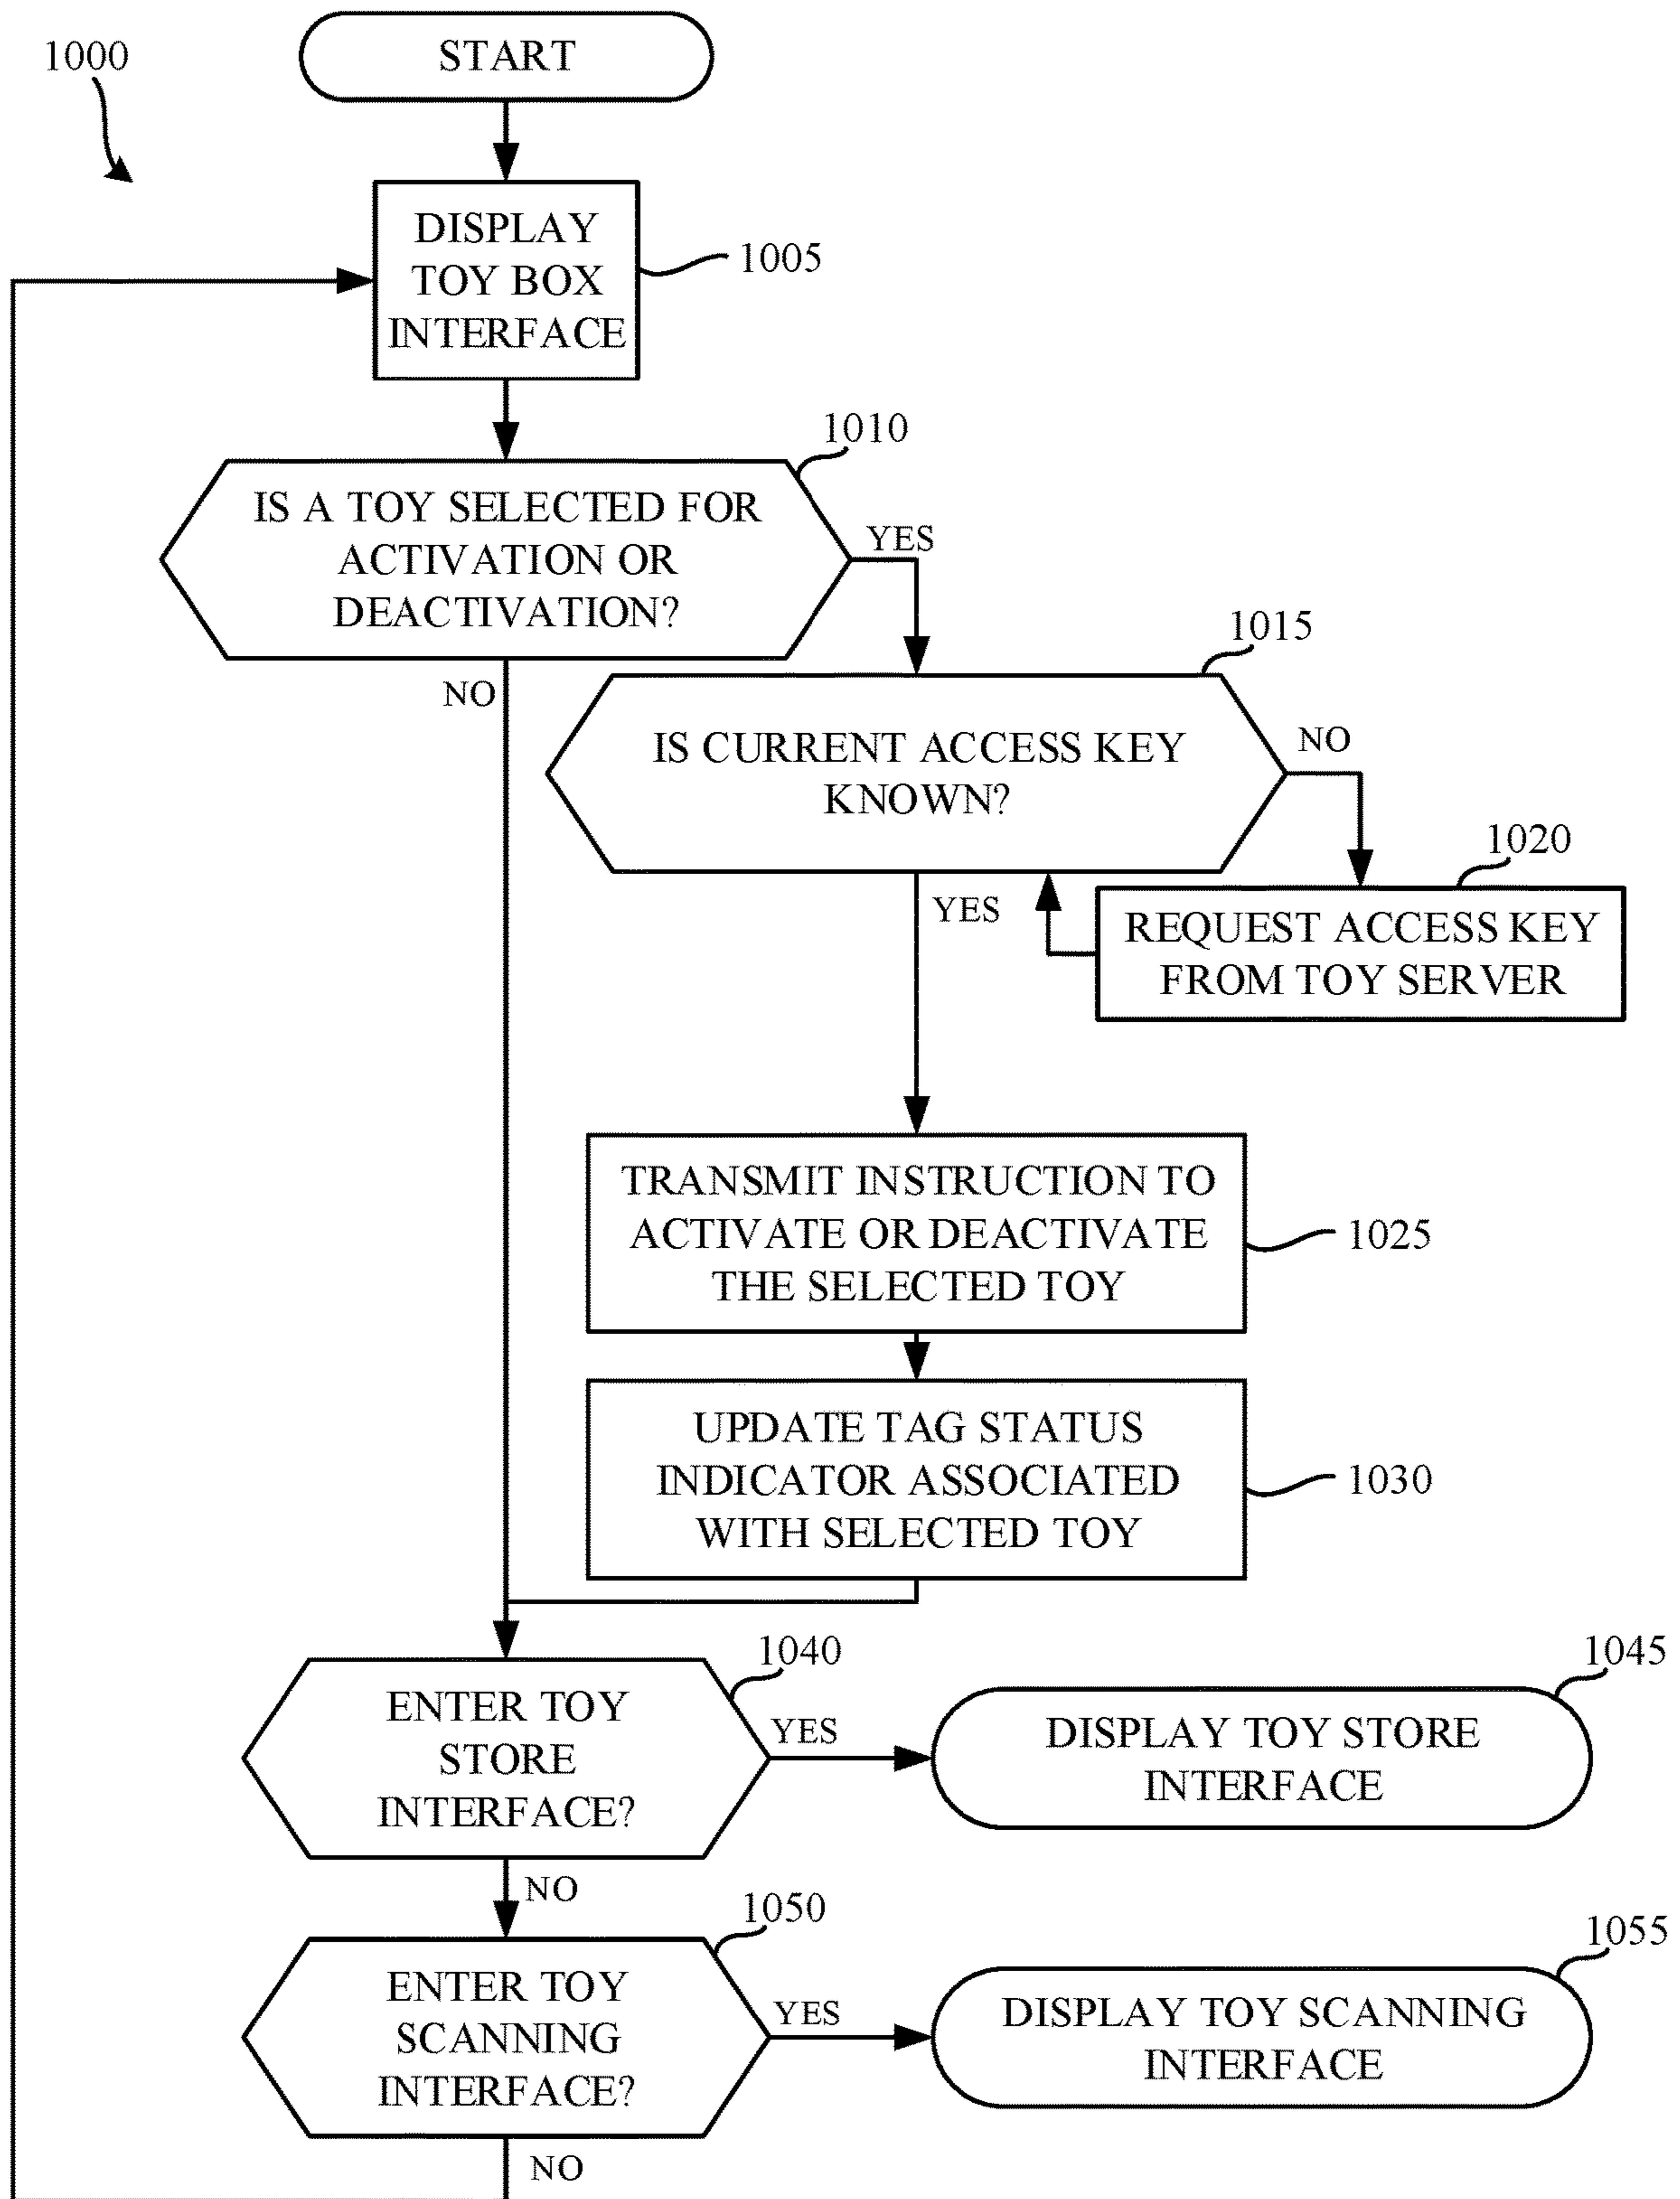 1000
START
DISPLAY
TOY BOX
INTERFACE
1005
1010
IS A TOY SELECTED FOR
ACTIVATION OR
DEACTIVATION?
YES
NO
1015
IS CURRENT ACCESS KEY
KNOWN?
NO
YES
1020
REQUEST ACCESS KEY
FROM TOY SERVER
TRANSMIT INSTRUCTION TO
ACTIVATE OR DEACTIVATE
THE SELECTED TOY
1025
UPDATE TAG STATUS
INDICATOR ASSOCIATED
WITH SELECTED TOY
1030
1040
ENTER TOY
STORE
INTERFACE?
YES
NO
1045
DISPLAY TOY STORE
INTERFACE
1050
ENTER TOY
SCANNING
INTERFACE?
YES
NO
1055
DISPLAY TOY SCANNING
INTERFACE